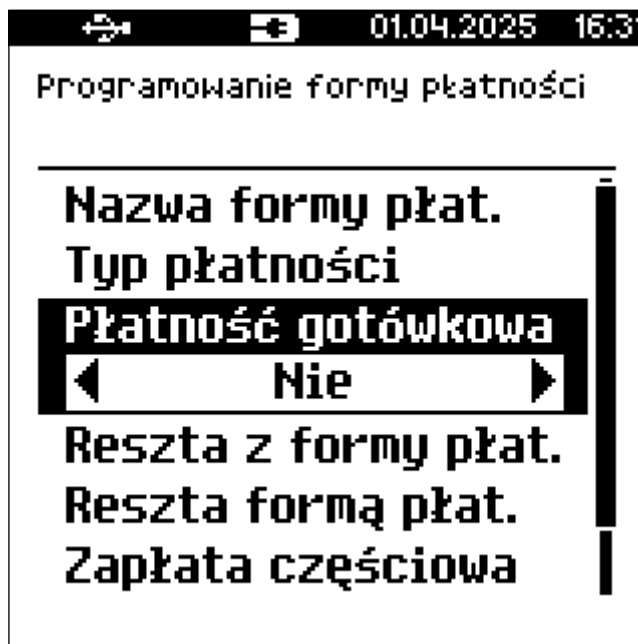 01.04.2025 16:3
Programowanie formy płatności
Nazwa formy płat.
Typ płatności
Płatność gotówkowa
Nie
Reszta z formy płat.
Reszta formą płat.
Zapłata częściowa